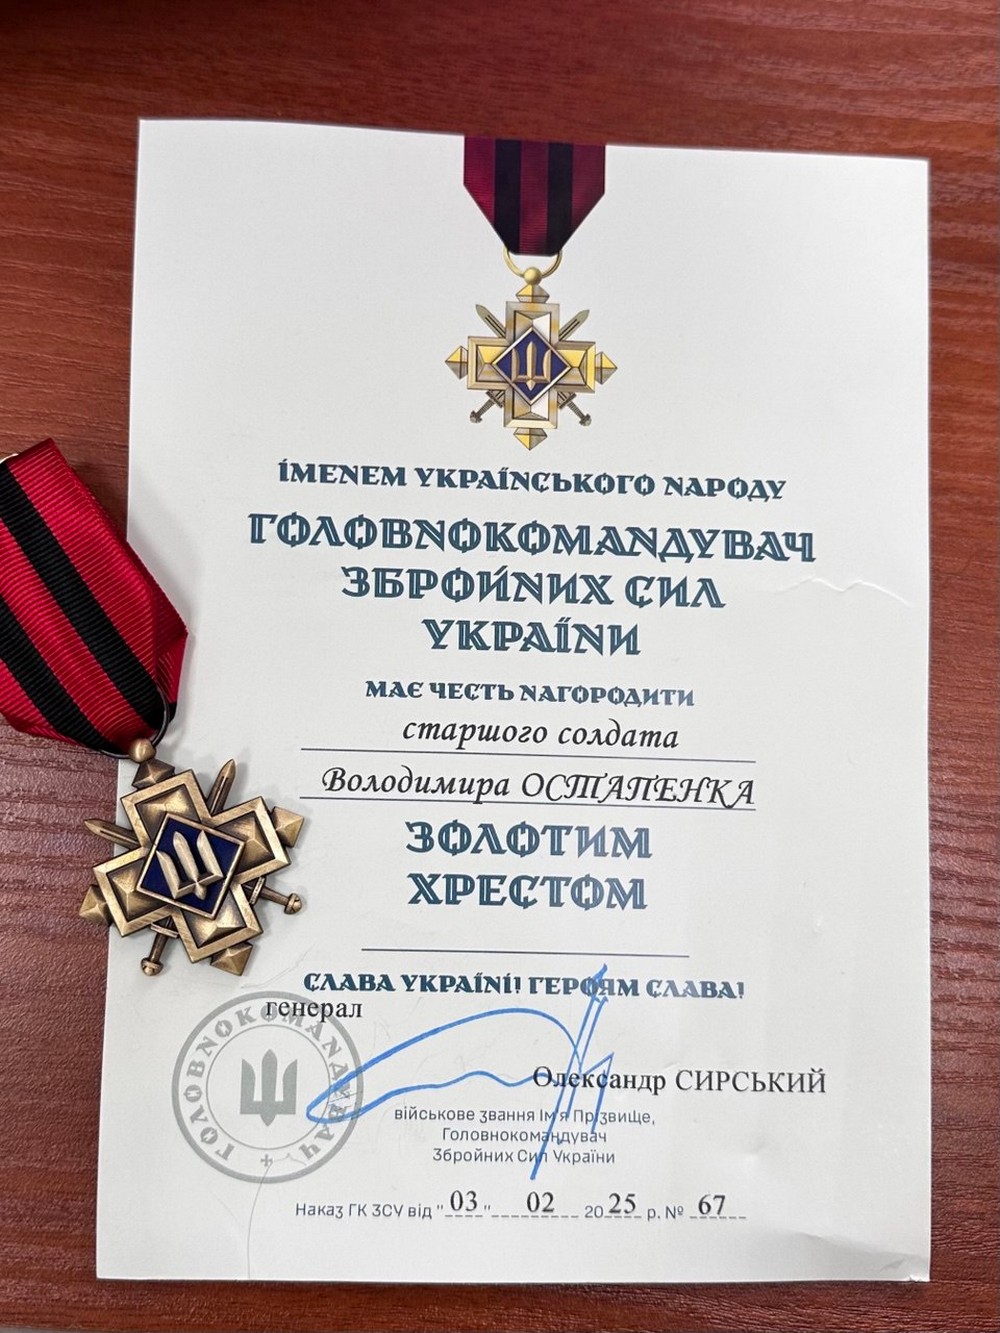 ІМЕНЕМ УКРАЇНСЬКОГО НАРОДУ
ГОЛОВНОКОМАНДУВАЧ
ЗБРОЙНИХ СИЛ
УКРАЇНИ
МАЄ ЧЕСТЬ НАГОРОДИТИ
старшого солдата
Володимира ОСТАПЕНКА
ЗОЛОТИМ
ХРЕСТОМ
СЛАВА УКРАЇНІ! ГЕРОЯМ СЛАВА!
генерал
ГОЛОВНОКОМАНДУВАЧ
Олександр СИРСЬКИЙ
військове звання Ім'я Прізвище,
Головнокомандувач
Збройних Сил України
Наказ ГК ЗСУ від "03" 02 2025 р. № 67